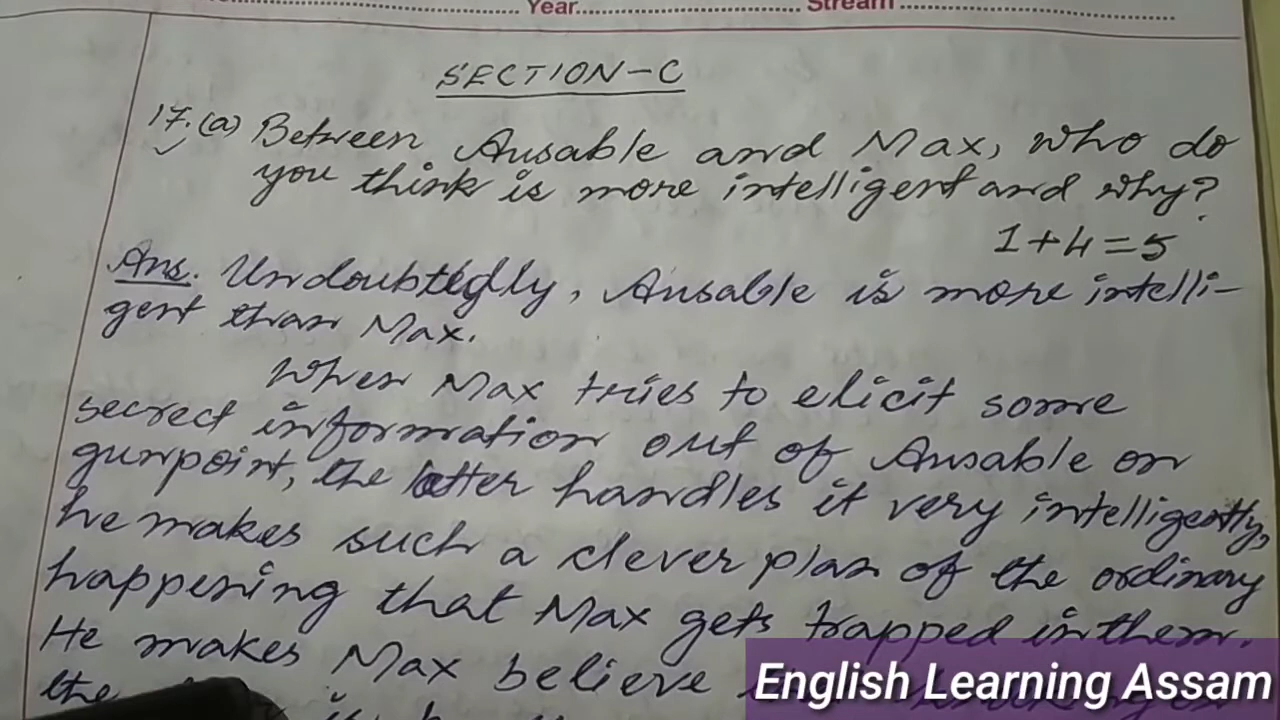 Year.............................. Stream ..............................
SECTION-C
17. (a) Between Ausable and Max, who do
you think is more intelligent and why?
1+4=5
Ans. Undoubtedly, Ausable is more intelli-
gent than Max.
When Max tries to elicit some
secrect information out of Ausable on
gunpoint, the latter handles it very intelligently,
he makes such a clever plan of the ordinary
happening that Max gets trapped in them.
He makes Max believe
the
English Learning Assam